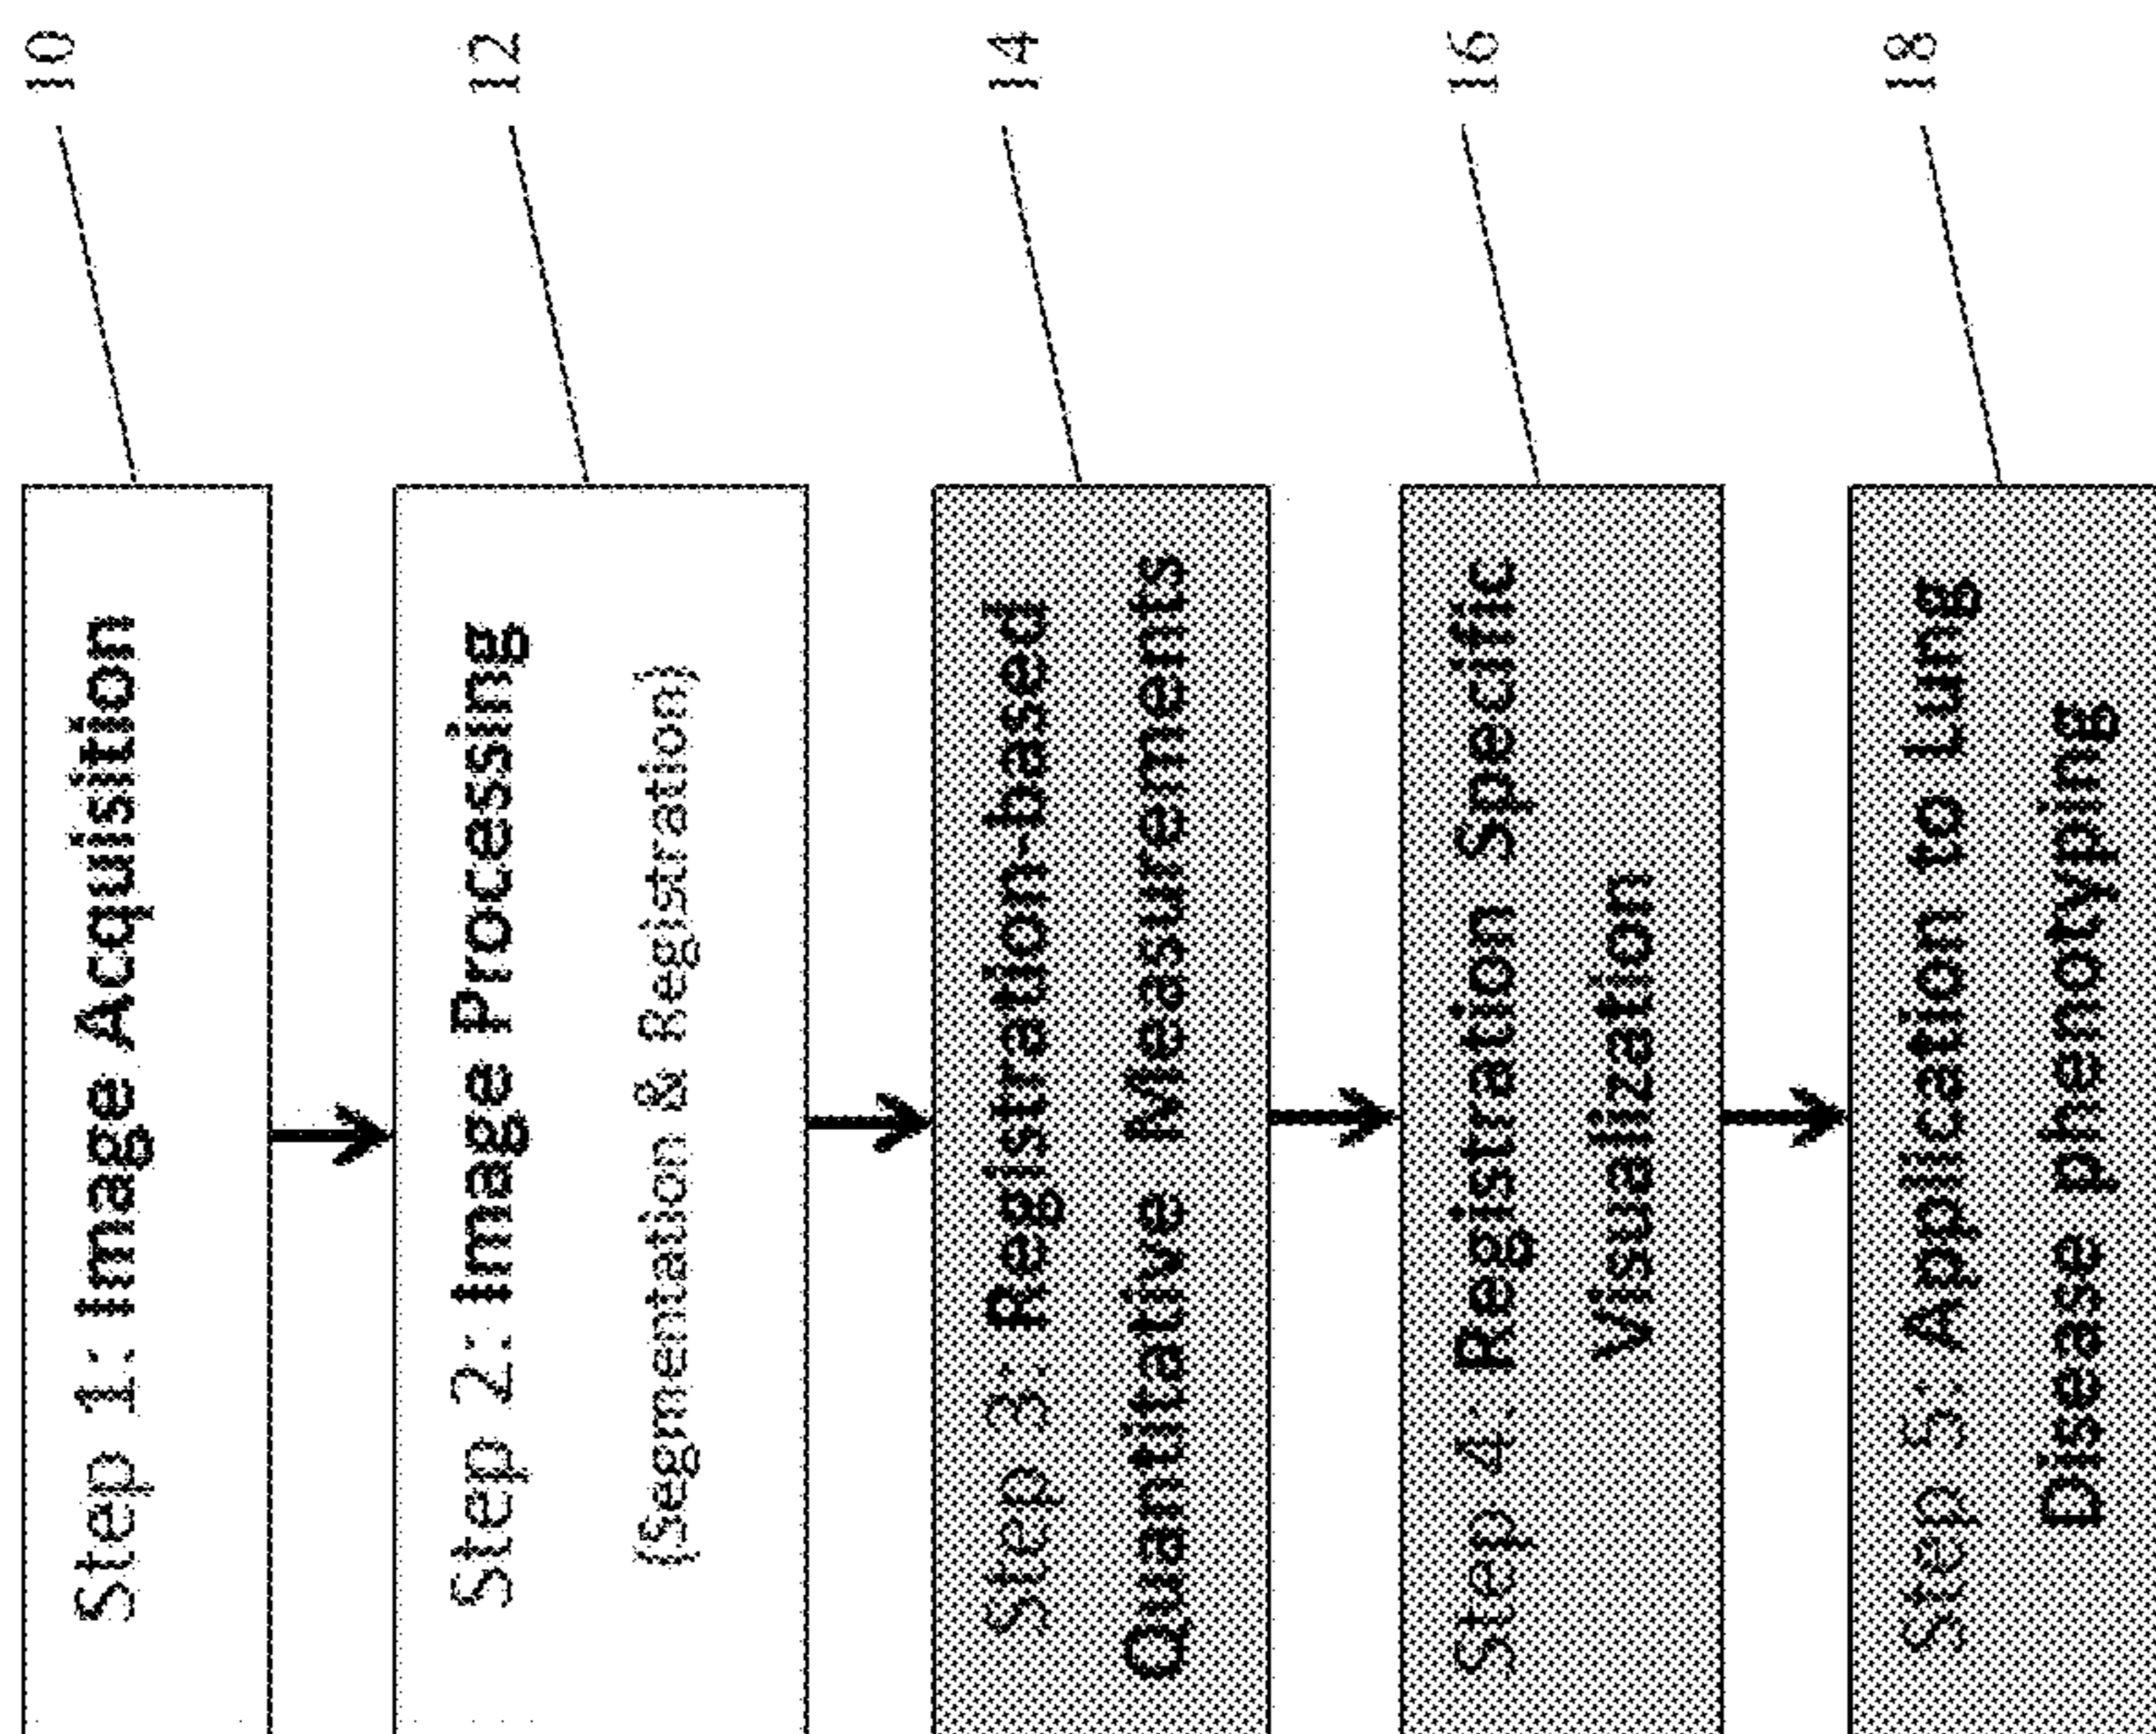 Step 1: Image Acquisition
10
Step 2: Image Processing
(Segmentation & Registration)
12
Step 3: Registration-based
Quantitative Measurements
14
Step 4: Registration Specific
Visualization
16
Step 5: Application to Lung
Disease phenotyping
18